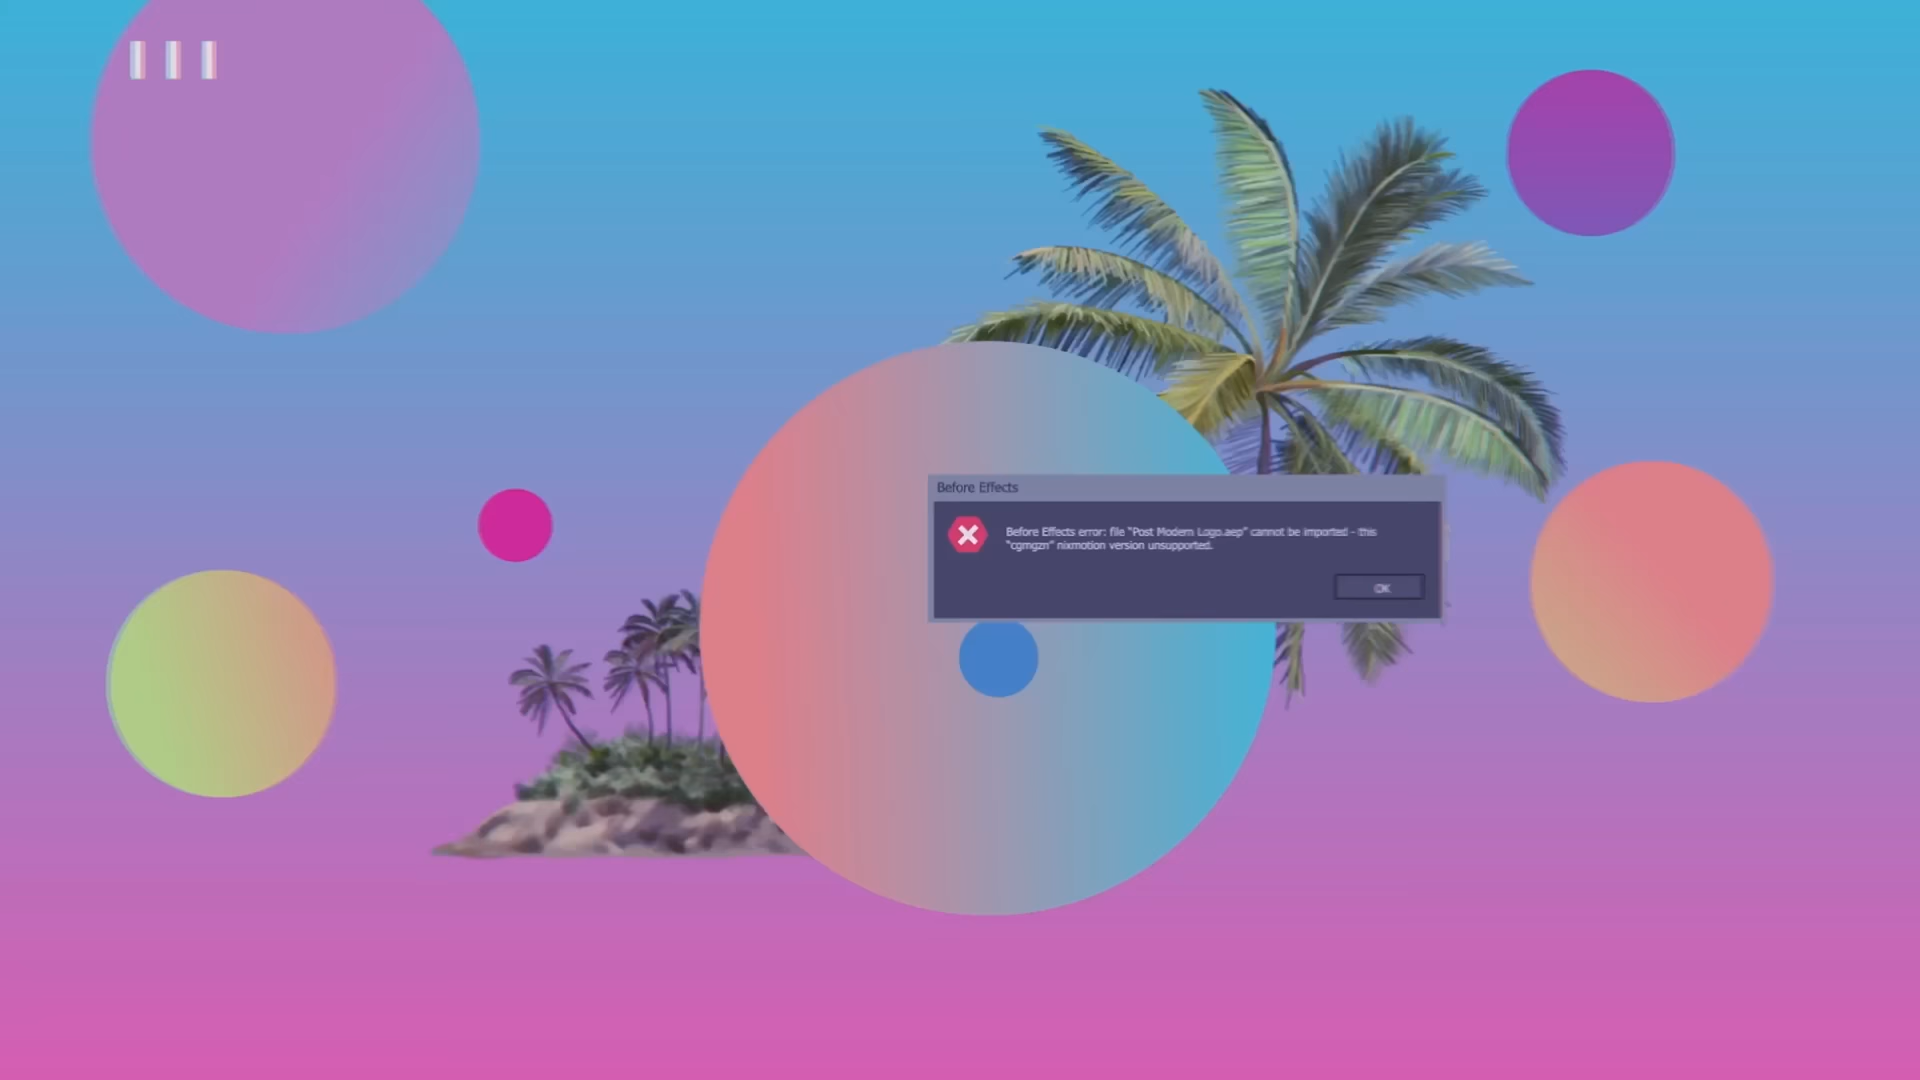 Before Effects
Before Effects error: file "Post Modern Logo.aep" cannot be imported - this
"cgmgzn" nixmotion version unsupported.
OK